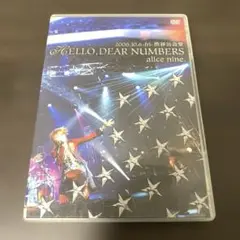 2006.10.6.fri 渋谷公会堂
HELLO, DEAR NUMBERS
alice nine.